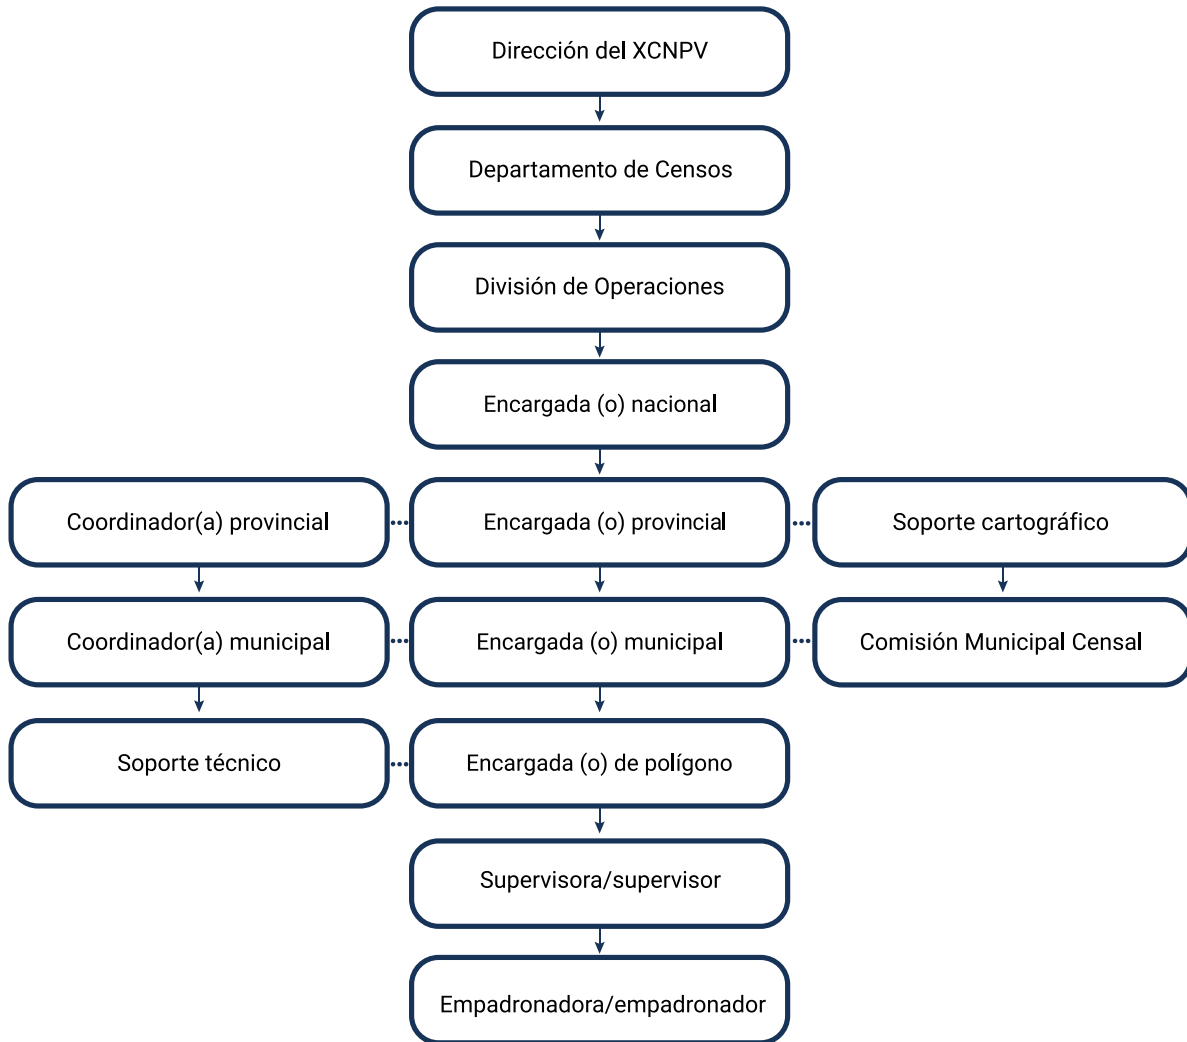 Dirección del XCNPV
Departamento de Censos
División de Operaciones
Encargada (o) nacional
Coordinador(a) provincial
Encargada (o) provincial
Soporte cartográfico
Coordinador(a) municipal
Encargada (o) municipal
Comisión Municipal Censal
Soporte técnico
Encargada (o) de polígono
Supervisora/supervisor
Empadronadora/empadronador